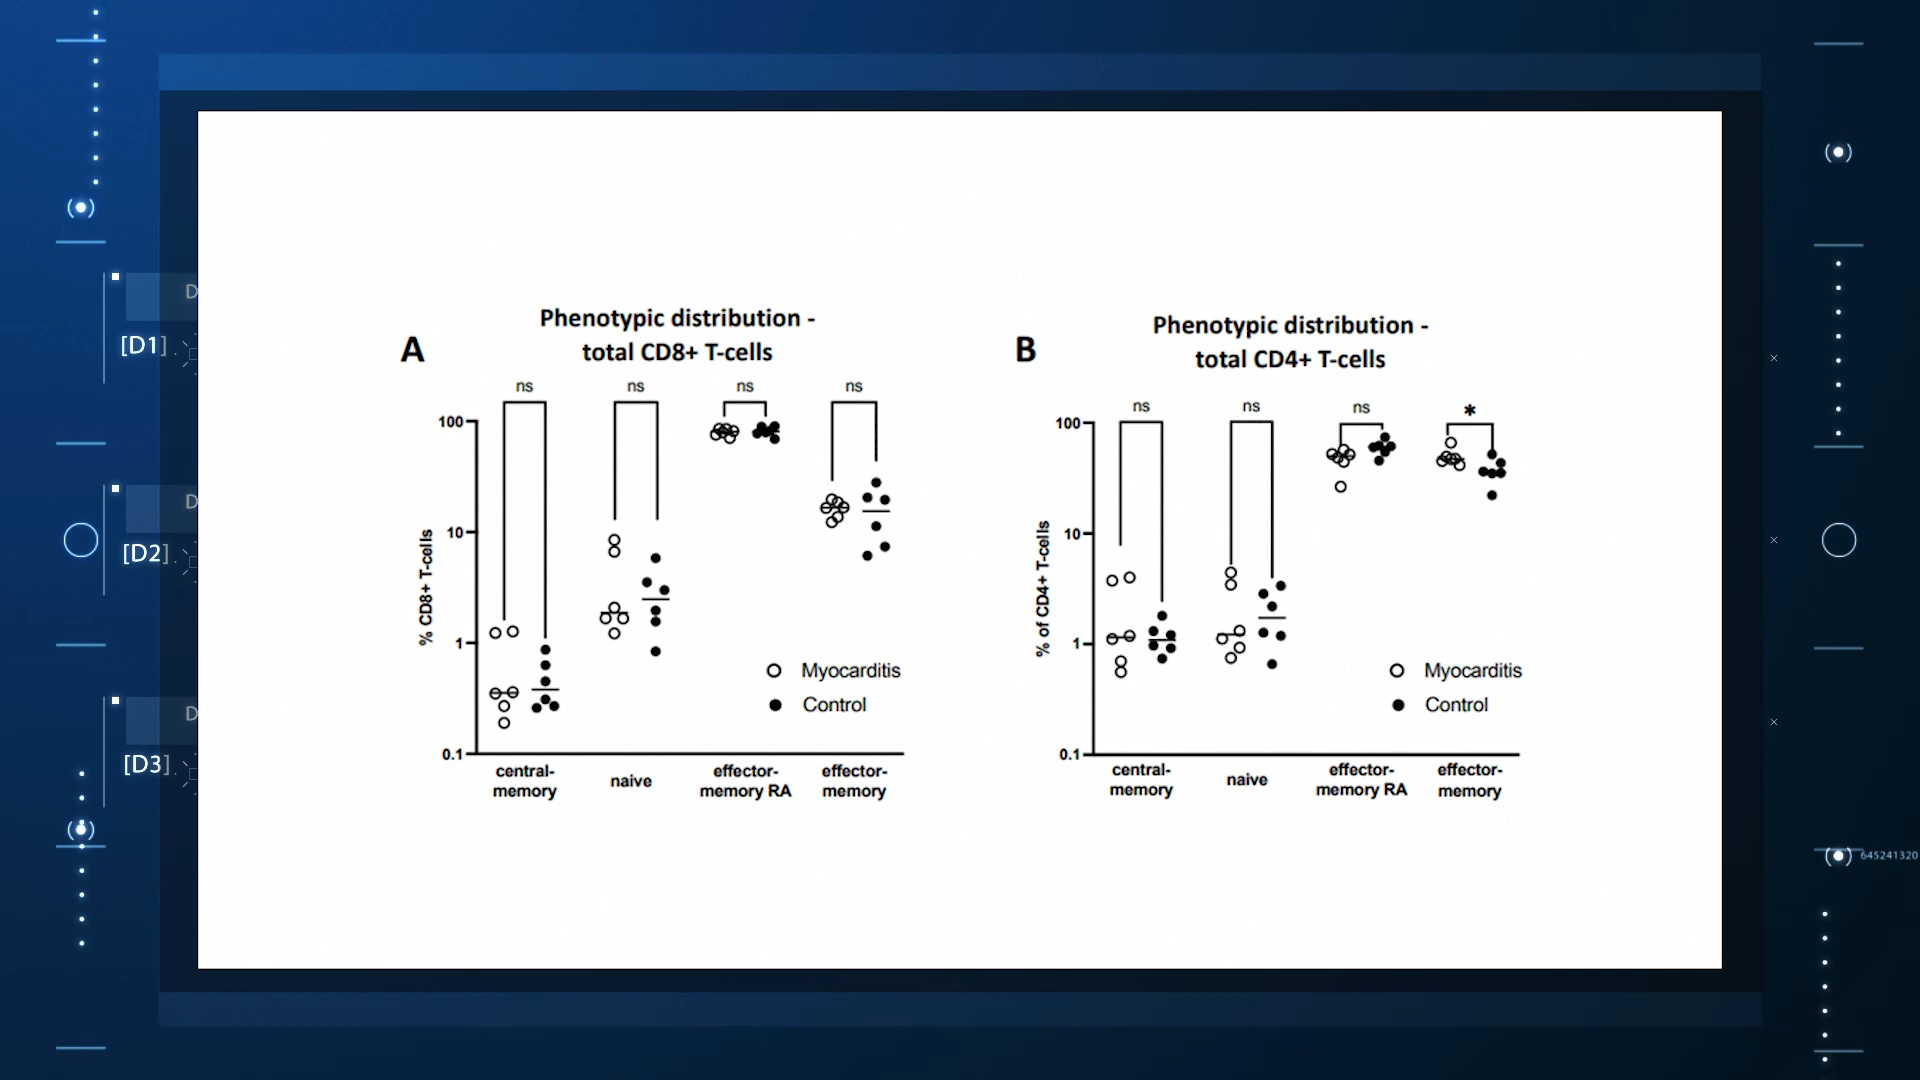 D
[D1]
D
[D2]
D
[D3]
A
Phenotypic distribution -
total CD8+ T-cells
ns
ns
ns
ns
100
10
1
0.1
% CD8+ T-cells
Myocarditis
Control
central-
memory
naive
effector-
memory RA
effector-
memory
B
Phenotypic distribution -
total CD4+ T-cells
ns
ns
ns
*
100
10
1
0.1
% of CD4+ T-cells
Myocarditis
Control
central-
memory
naive
effector-
memory RA
effector-
memory
645241320